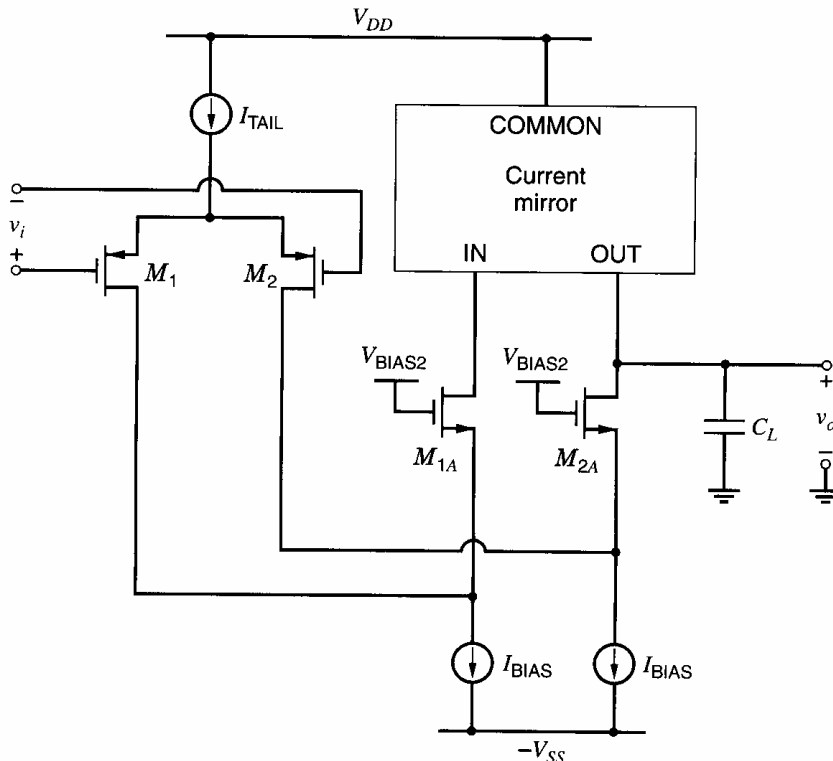 V_DD
I_TAIL
COMMON
Current
mirror
IN
OUT
−
v_i
+
M_1
M_2
V_BIAS2
V_BIAS2
M_1A
M_2A
C_L
+
v_o
−
I_BIAS
I_BIAS
−V_SS